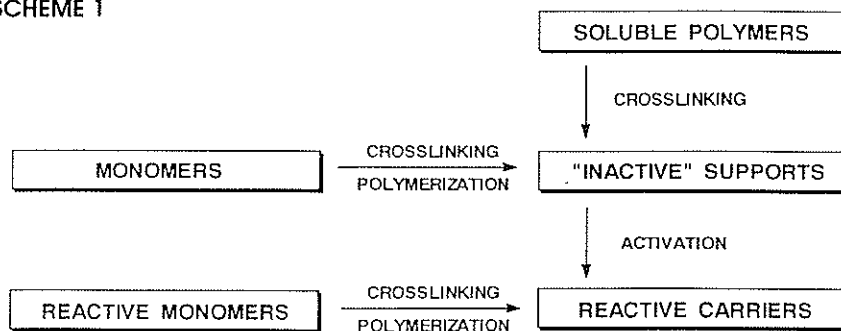 SCHEME 1
SOLUBLE POLYMERS
CROSSLINKING
MONOMERS
CROSSLINKING
POLYMERIZATION
"INACTIVE" SUPPORTS
ACTIVATION
REACTIVE MONOMERS
CROSSLINKING
POLYMERIZATION
REACTIVE CARRIERS